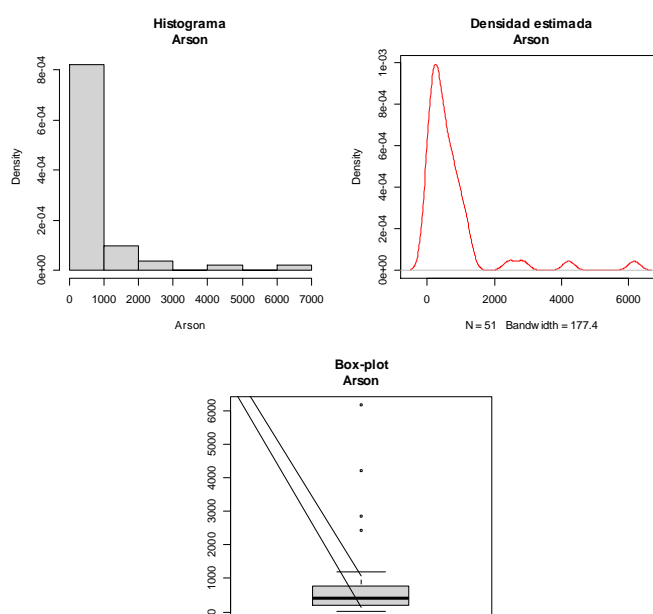 Histograma
Arson
Density
0e+00 2e-04 4e-04 6e-04 8e-04
0 1000 2000 3000 4000 5000 6000 7000
Arson
Densidad estimada
Arson
Density
0e+00 2e-04 4e-04 6e-04 8e-04 1e-03
0 2000 4000 6000
N = 51 Bandwidth = 177.4
Box-plot
Arson
0 1000 2000 3000 4000 5000 6000